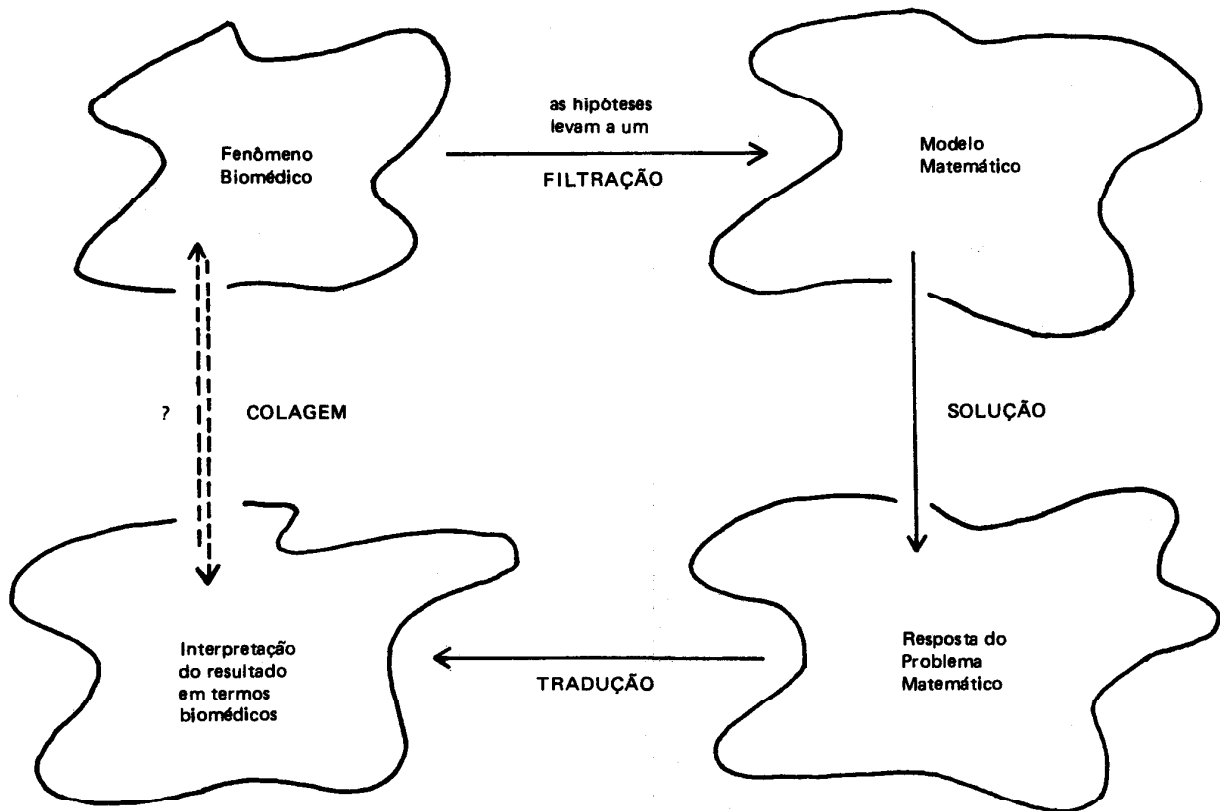 as hipóteses
levam a um
Fenômeno
Biomédico
FILTRAÇÃO
Modelo
Matemático
? COLAGEM
SOLUÇÃO
Interpretação
do resultado
em termos
biomédicos
TRADUÇÃO
Resposta do
Problema
Matemático